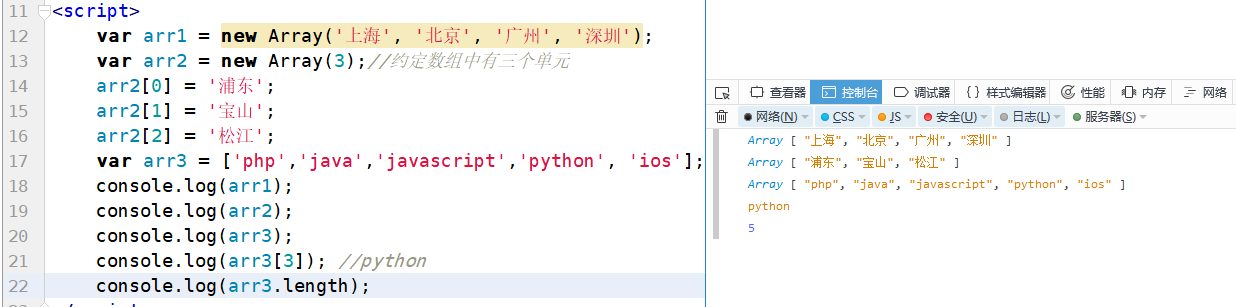 11 <script>
12 var arr1 = new Array('上海', '北京', '广州', '深圳');
13 var arr2 = new Array(3);//约定数组中有三个单元
14 arr2[0] = '浦东';
15 arr2[1] = '宝山';
16 arr2[2] = '松江';
17 var arr3 = ['php','java','javascript','python', 'ios'];
18 console.log(arr1);
19 console.log(arr2);
20 console.log(arr3);
21 console.log(arr3[3]); //python
22 console.log(arr3.length);
查看器 控制台 调试器 {} 样式编辑器 性能 内存 网络
网络(N) CSS JS 安全(U) 日志(L) 服务器(S)
Array [ "上海", "北京", "广州", "深圳" ]
Array [ "浦东", "宝山", "松江" ]
Array [ "php", "java", "javascript", "python", "ios" ]
python
5